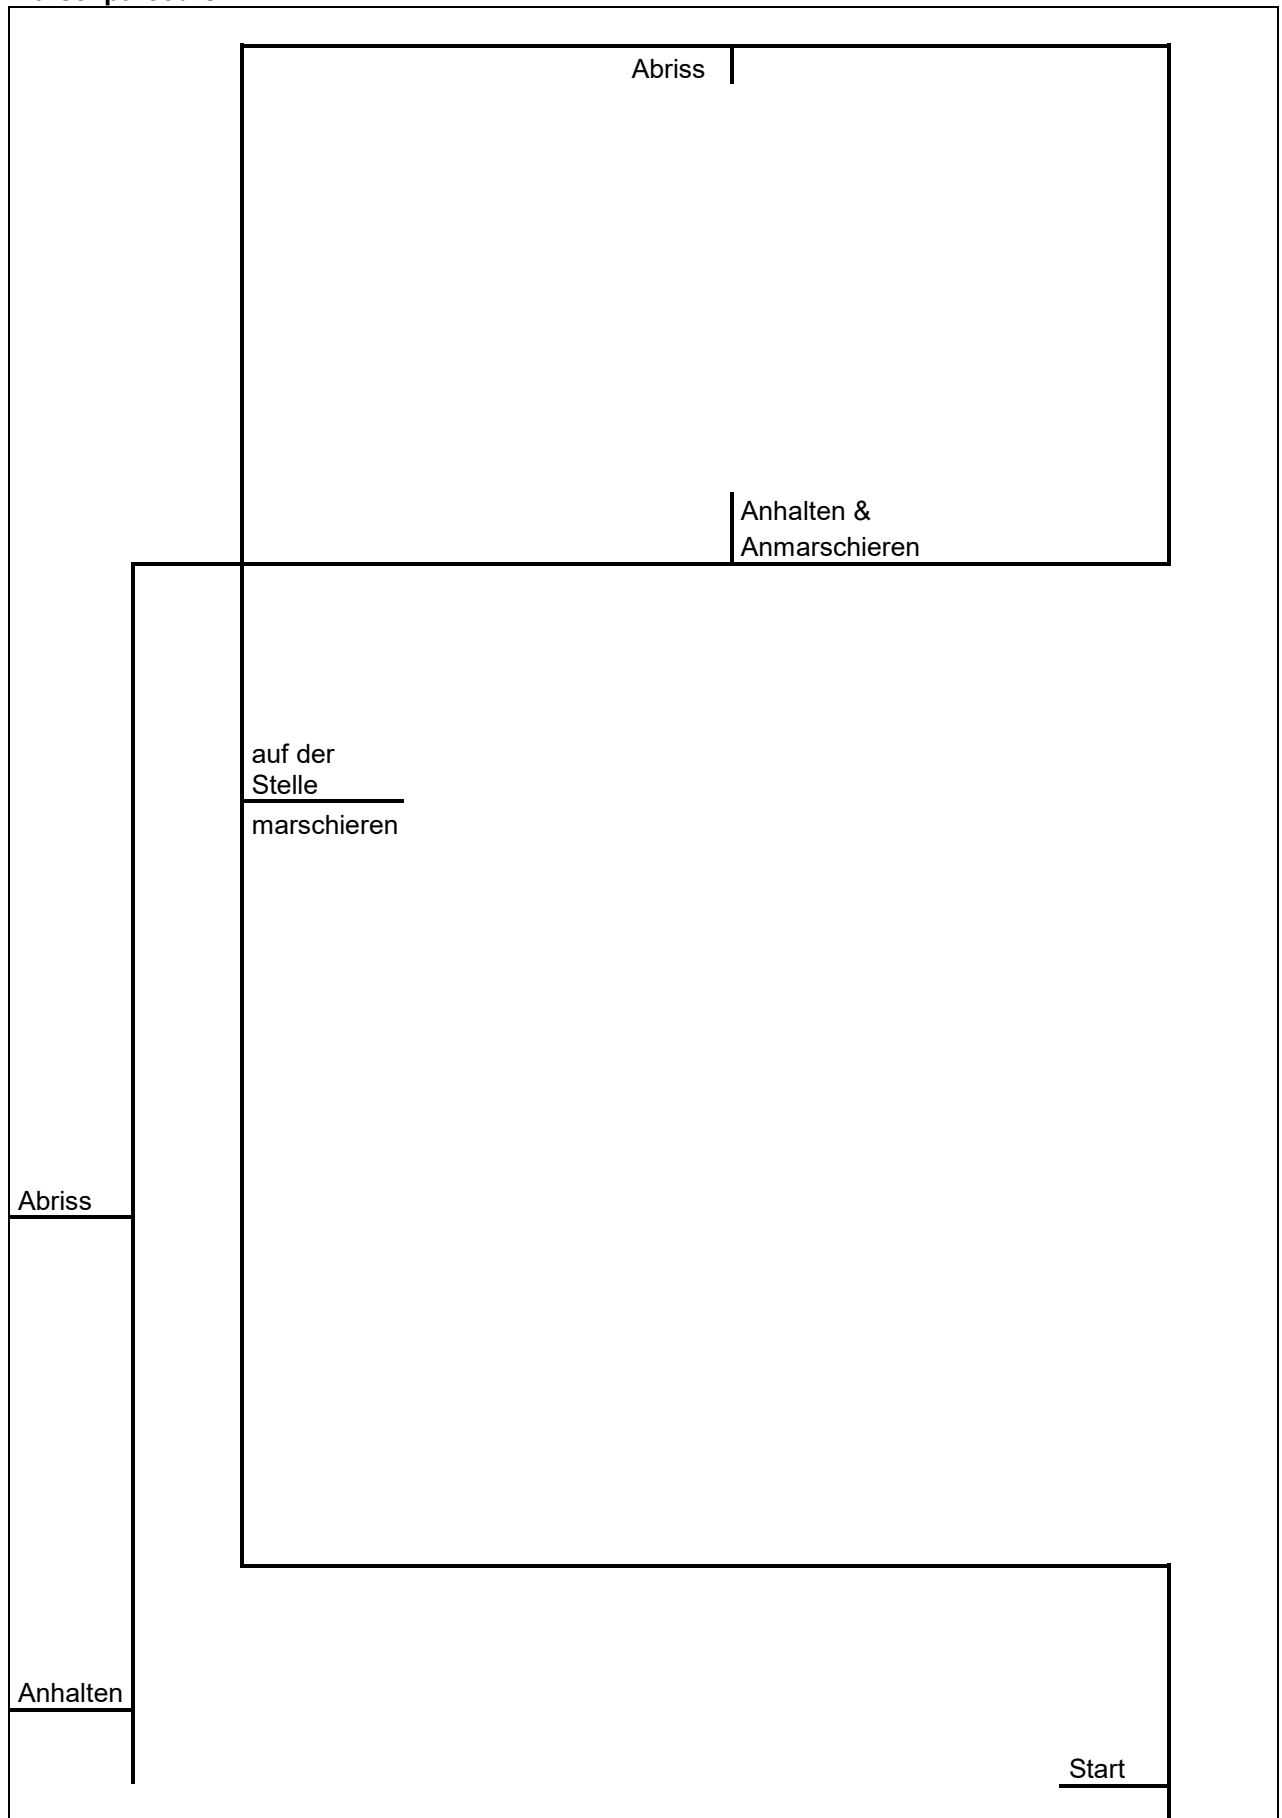 Abriss
Anhalten &
Anmarschieren
auf der
Stelle
marschieren
Abriss
Anhalten
Start